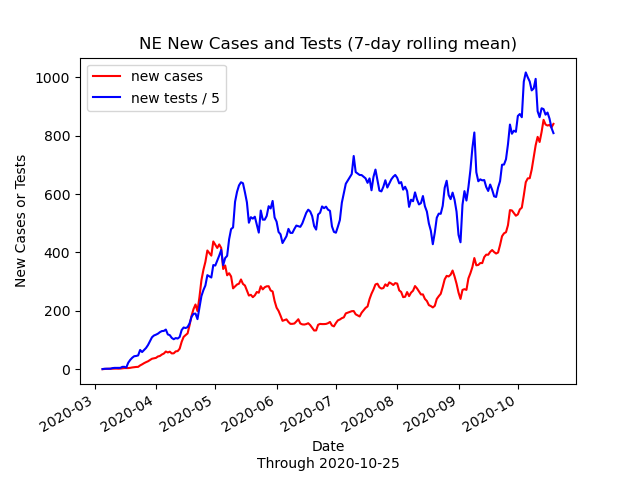 NE New Cases and Tests (7-day rolling mean)
new cases
new tests / 5
New Cases or Tests
1000
800
600
400
200
0
2020-03
2020-04
2020-05
2020-06
2020-07
2020-08
2020-09
2020-10
Date
Through 2020-10-25